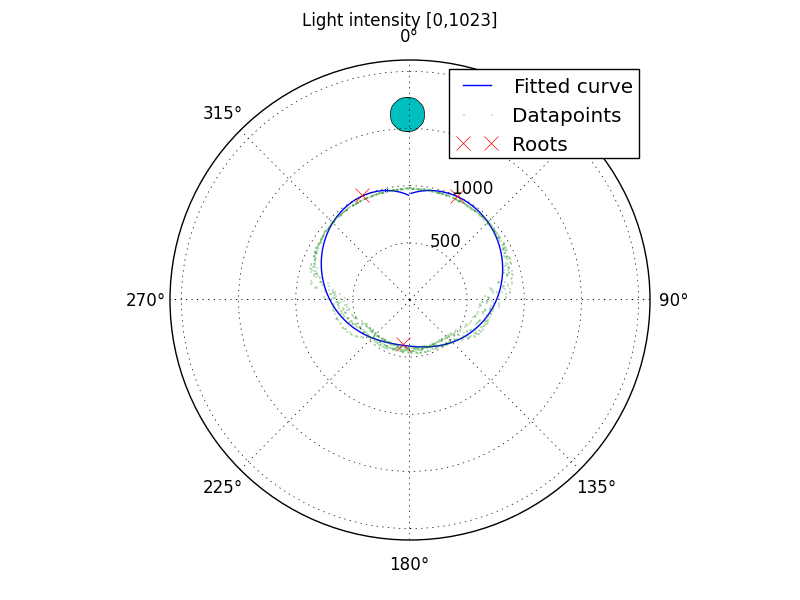 Light intensity [0,1023]
0°
Fitted curve
Datapoints
Roots
315°
1000
500
270°
90°
225°
135°
180°